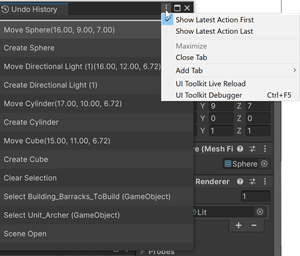 Undo History
Move Sphere(16.00, 9.00, 7.00)
Create Sphere
Move Directional Light (1)(16.00, 12.00, 6.72)
Create Directional Light (1)
Move Cylinder(17.00, 10.00, 6.72)
Create Cylinder
Move Cube(15.00, 11.00, 6.72)
Create Cube
Clear Selection
Select Building_Barracks_ToBuild (GameObject)
Select Unit_Archer (GameObject)
Scene Open
Show Latest Action First
Show Latest Action Last
Maximize
Close Tab
Add Tab
UI Toolkit Live Reload
UI Toolkit Debugger Ctrl+F5
Y 9 Z 7
Y 0 Z 0
Y 1 Z 1
(Mesh Fi
Sphere
Renderer
1
Lit
Probes